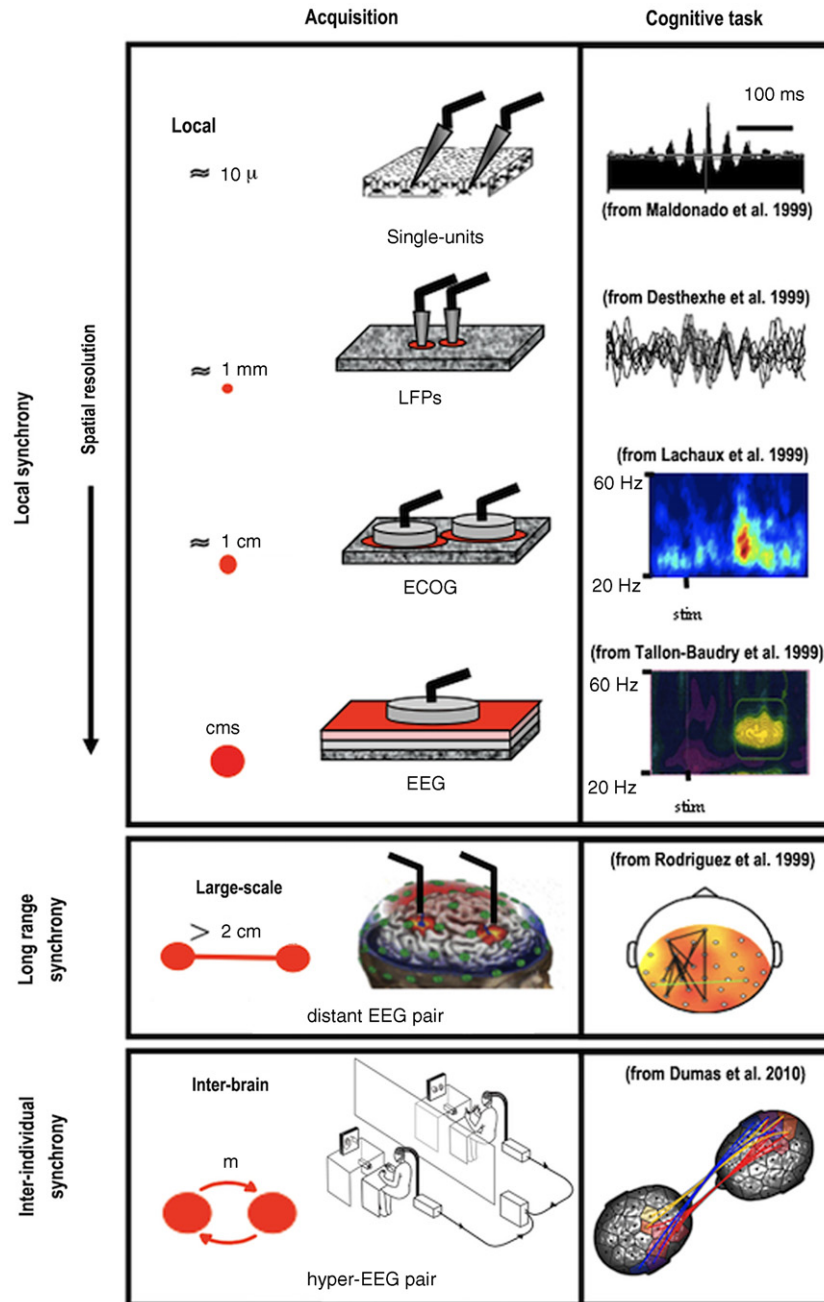 Acquisition
Cognitive task
Local synchrony
Spatial resolution
Local
≈ 10 μ
Single-units
100 ms
(from Maldonado et al. 1999)
≈ 1 mm
LFPs
(from Desthexhe et al. 1999)
≈ 1 cm
ECOG
(from Lachaux et al. 1999)
60 Hz
20 Hz
stim
cms
EEG
(from Tallon-Baudry et al. 1999)
60 Hz
20 Hz
stim
Long range
synchrony
Large-scale
> 2 cm
distant EEG pair
(from Rodriguez et al. 1999)
Inter-individual
synchrony
Inter-brain
m
hyper-EEG pair
(from Dumas et al. 2010)